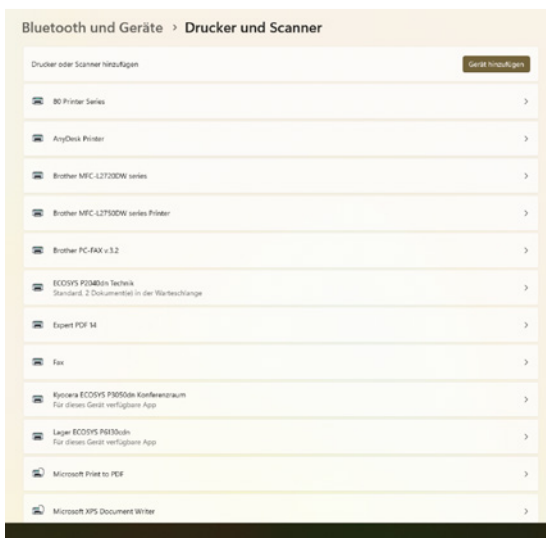 Bluetooth und Geräte > Drucker und Scanner
Drucker oder Scanner hinzufügen
Gerät hinzufügen
80 Printer Series
AnyDesk Printer
Brother MFC-L2720DW series
Brother MFC-L2750DW series Printer
Brother PC-FAX v.3.2
ECOSYS P2040dn Technik
Standard, 2 Dokument(e) in der Warteschlange
Expert PDF 14
Fax
Kyocera ECOSYS P3050dn Konferenzraum
Für dieses Gerät verfügbare App
Lager ECOSYS P6130cdn
Für dieses Gerät verfügbare App
Microsoft Print to PDF
Microsoft XPS Document Writer